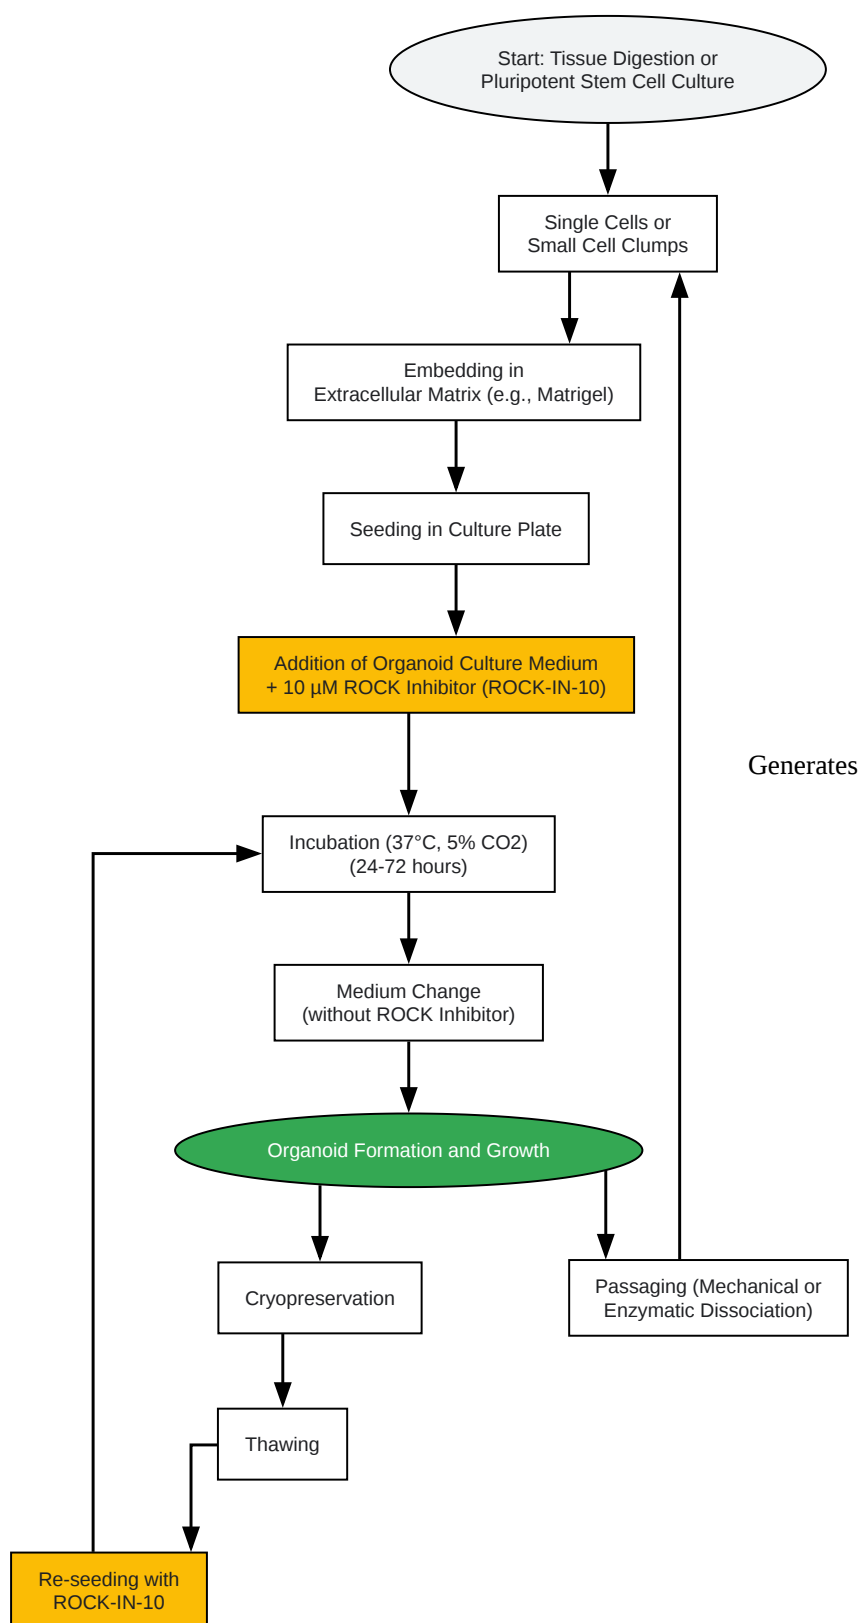 Start: Tissue Digestion or
Pluripotent Stem Cell Culture
Single Cells or
Small Cell Clumps
Embedding in
Extracellular Matrix (e.g., Matrigel)
Seeding in Culture Plate
Addition of Organoid Culture Medium
+ 10 µM ROCK Inhibitor (ROCK-IN-10)
Generates
Incubation (37°C, 5% CO2)
(24-72 hours)
Medium Change
(without ROCK Inhibitor)
Organoid Formation and Growth
Cryopreservation
Passaging (Mechanical or
Enzymatic Dissociation)
Thawing
Re-seeding with
ROCK-IN-10